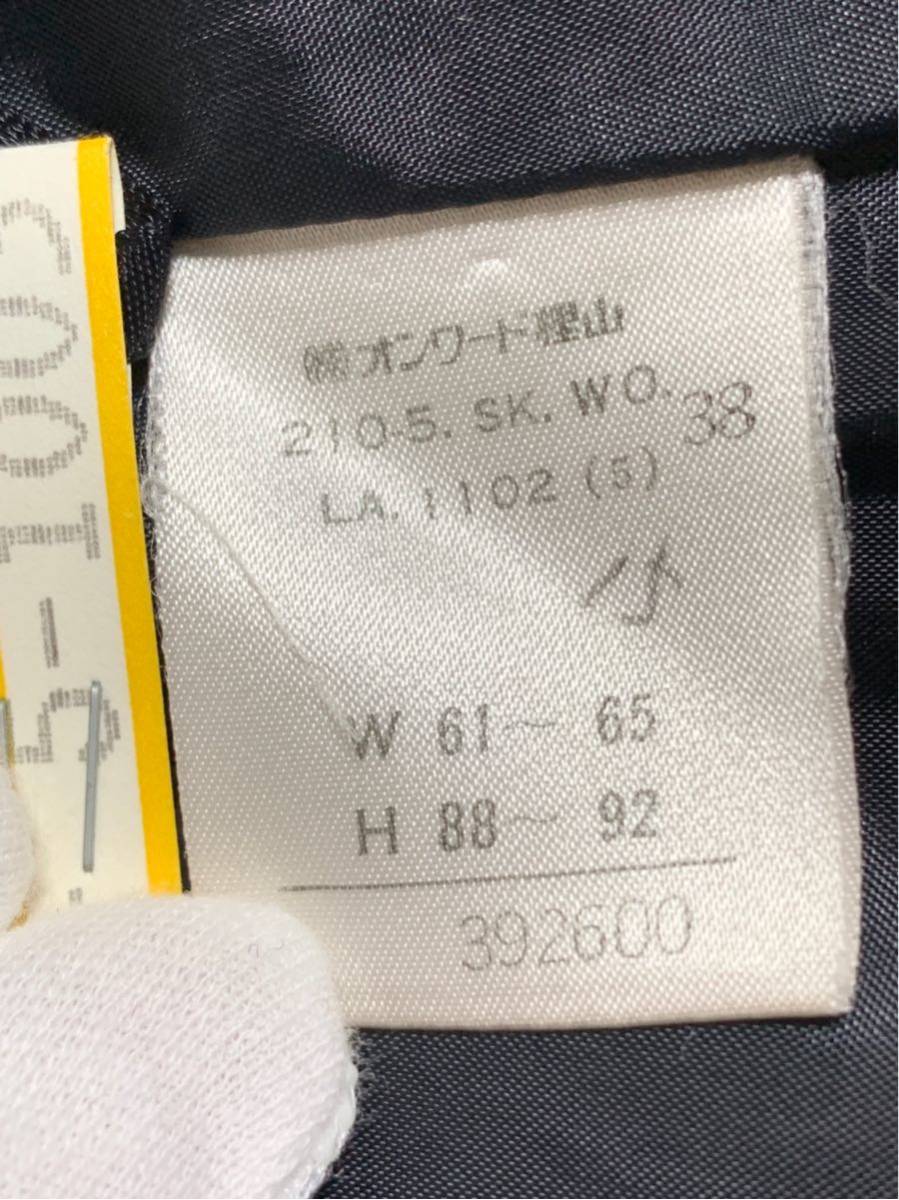 ㈱オンワード樫山
210-5. SK. WO. 38
LA. 1102 (5)
小
W 61〜 65
H 88〜 92
392600